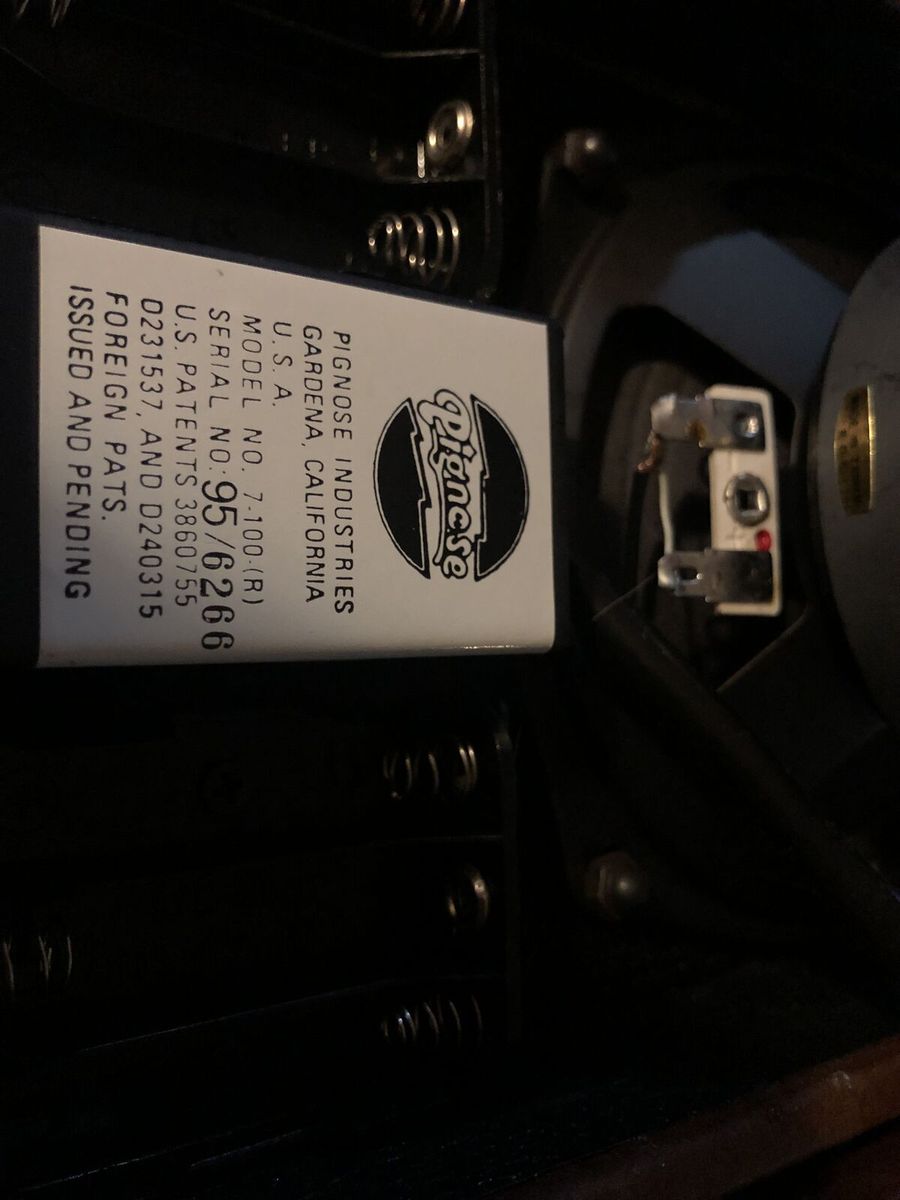 Pignose
PIGNOSE INDUSTRIES
GARDENA, CALIFORNIA
U.S.A.
MODEL NO. 7-100-(R)
SERIAL NO. 95/6266
U.S. PATENTS 3860755
D231537, AND D240315
FOREIGN PATS.
ISSUED AND PENDING